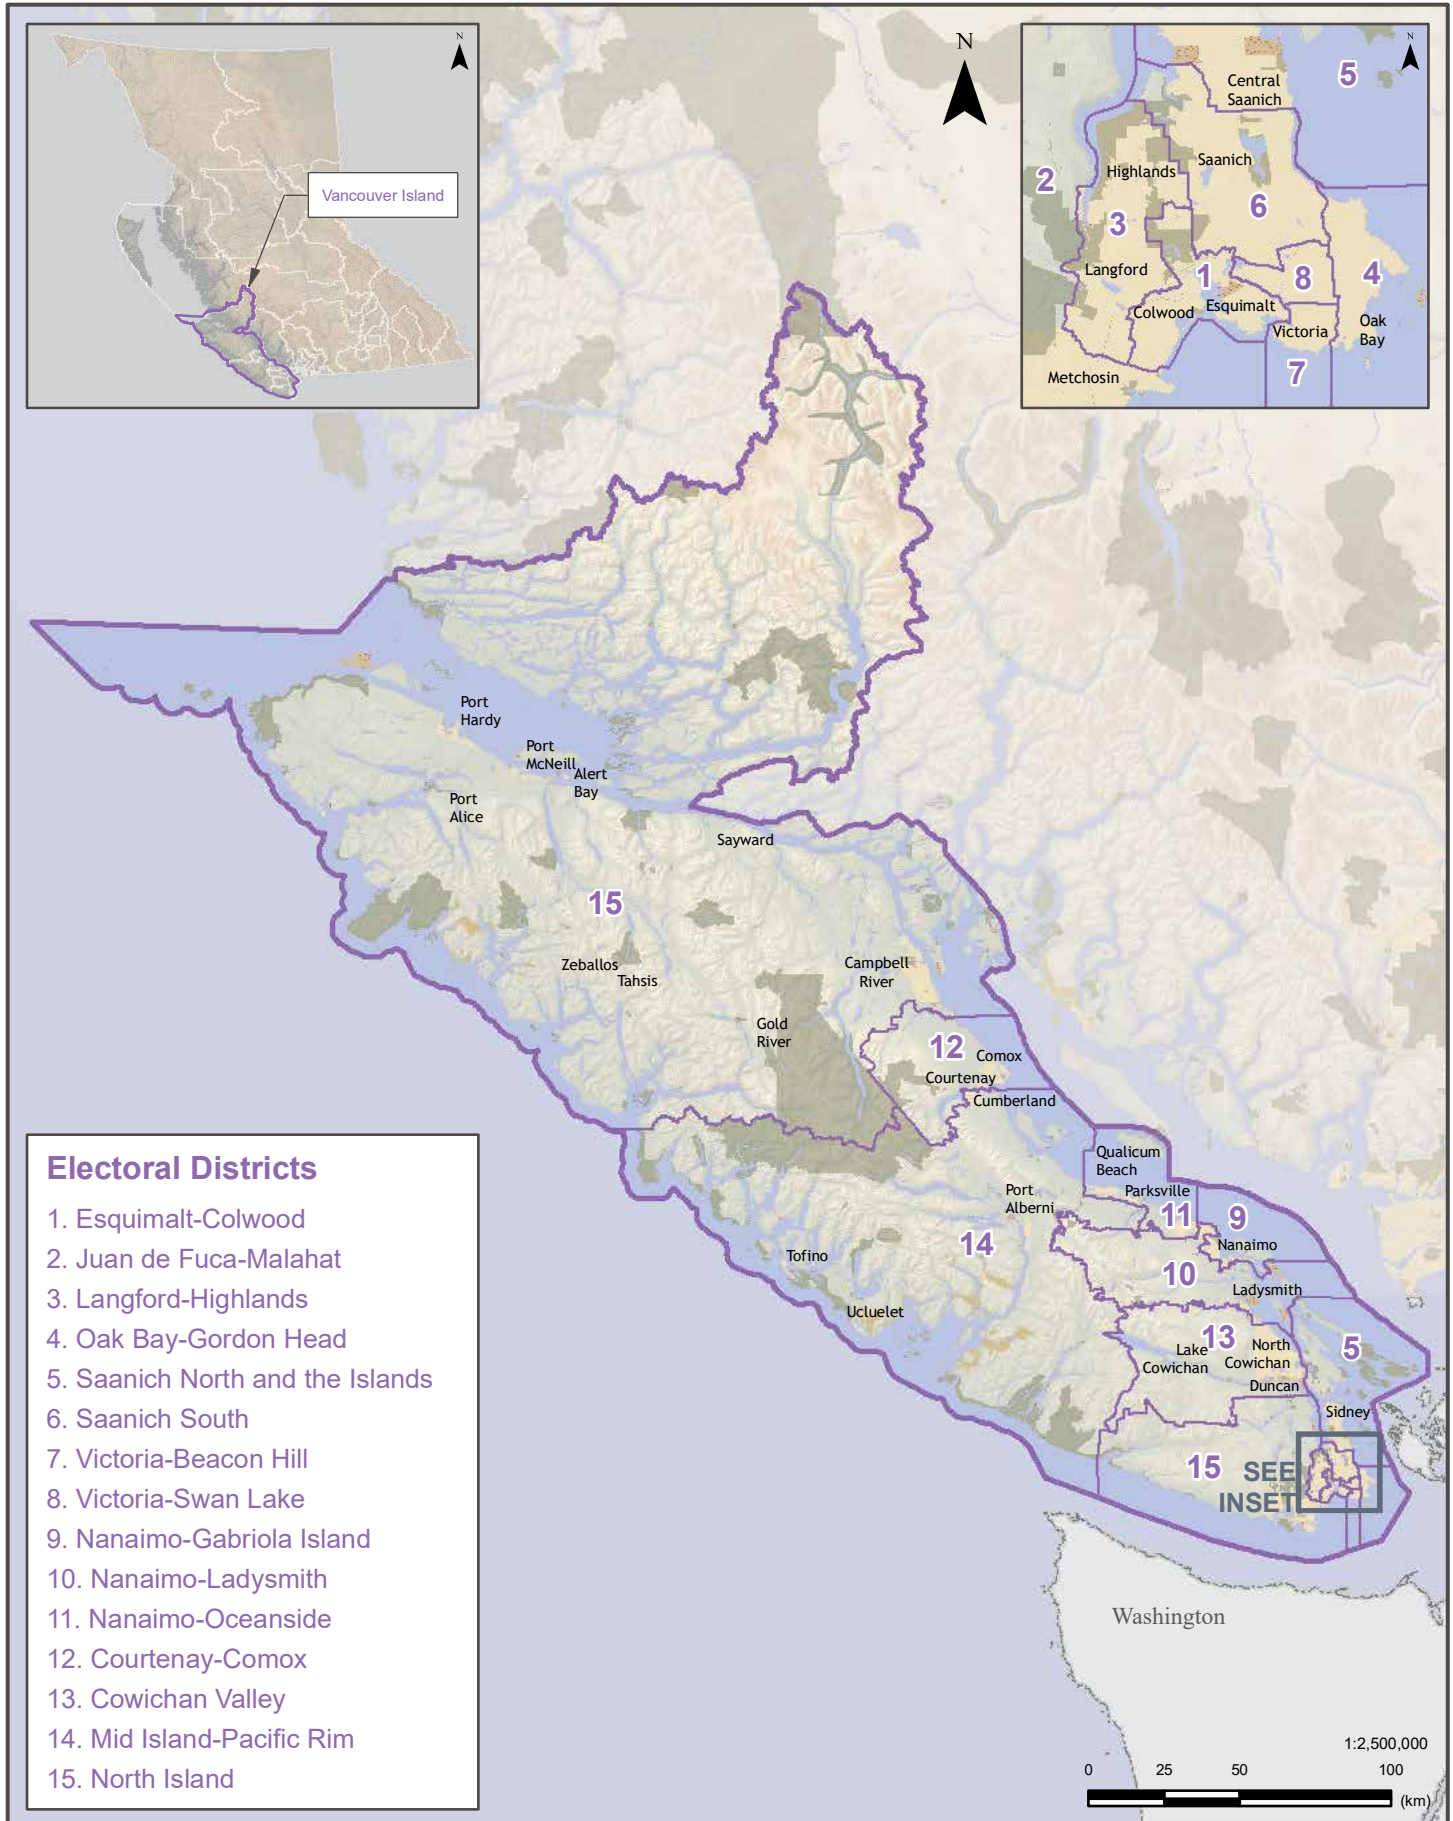 N
Vancouver Island
N
N
5
Central
Saanich
Saanich
Highlands
2
6
3
4
Langford
1
8
Esquimalt
Colwood
Oak
Bay
Victoria
7
Metchosin
Port
Hardy
Port
McNeill
Alert
Bay
Port
Alice
Sayward
15
Zeballos
Tahsis
Campbell
River
Gold
River
12
Comox
Courtenay
Cumberland
Qualicum
Beach
Port
Alberni
Parksville
11
9
Nanaimo
14
10
Tofino
Ladysmith
Ucluelet
13
Lake
Cowichan
North
Cowichan
5
Duncan
Sidney
15
SEE
INSET
Electoral Districts
1. Esquimalt-Colwood
2. Juan de Fuca-Malahat
3. Langford-Highlands
4. Oak Bay-Gordon Head
5. Saanich North and the Islands
6. Saanich South
7. Victoria-Beacon Hill
8. Victoria-Swan Lake
9. Nanaimo-Gabriola Island
10. Nanaimo-Ladysmith
11. Nanaimo-Oceanside
12. Courtenay-Comox
13. Cowichan Valley
14. Mid Island-Pacific Rim
15. North Island
Washington
1:2,500,000
0 25 50 100
(km)